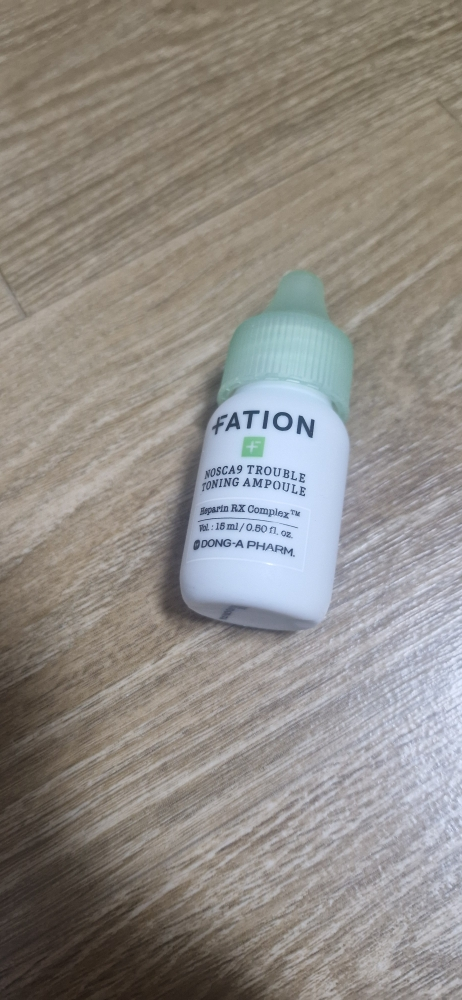 FATION
NOSCA9 TROUBLE
TONING AMPOULE
Heparin RX Complex™
Vol. : 15 ml / 0.50 fl. oz.
DONG-A PHARM.